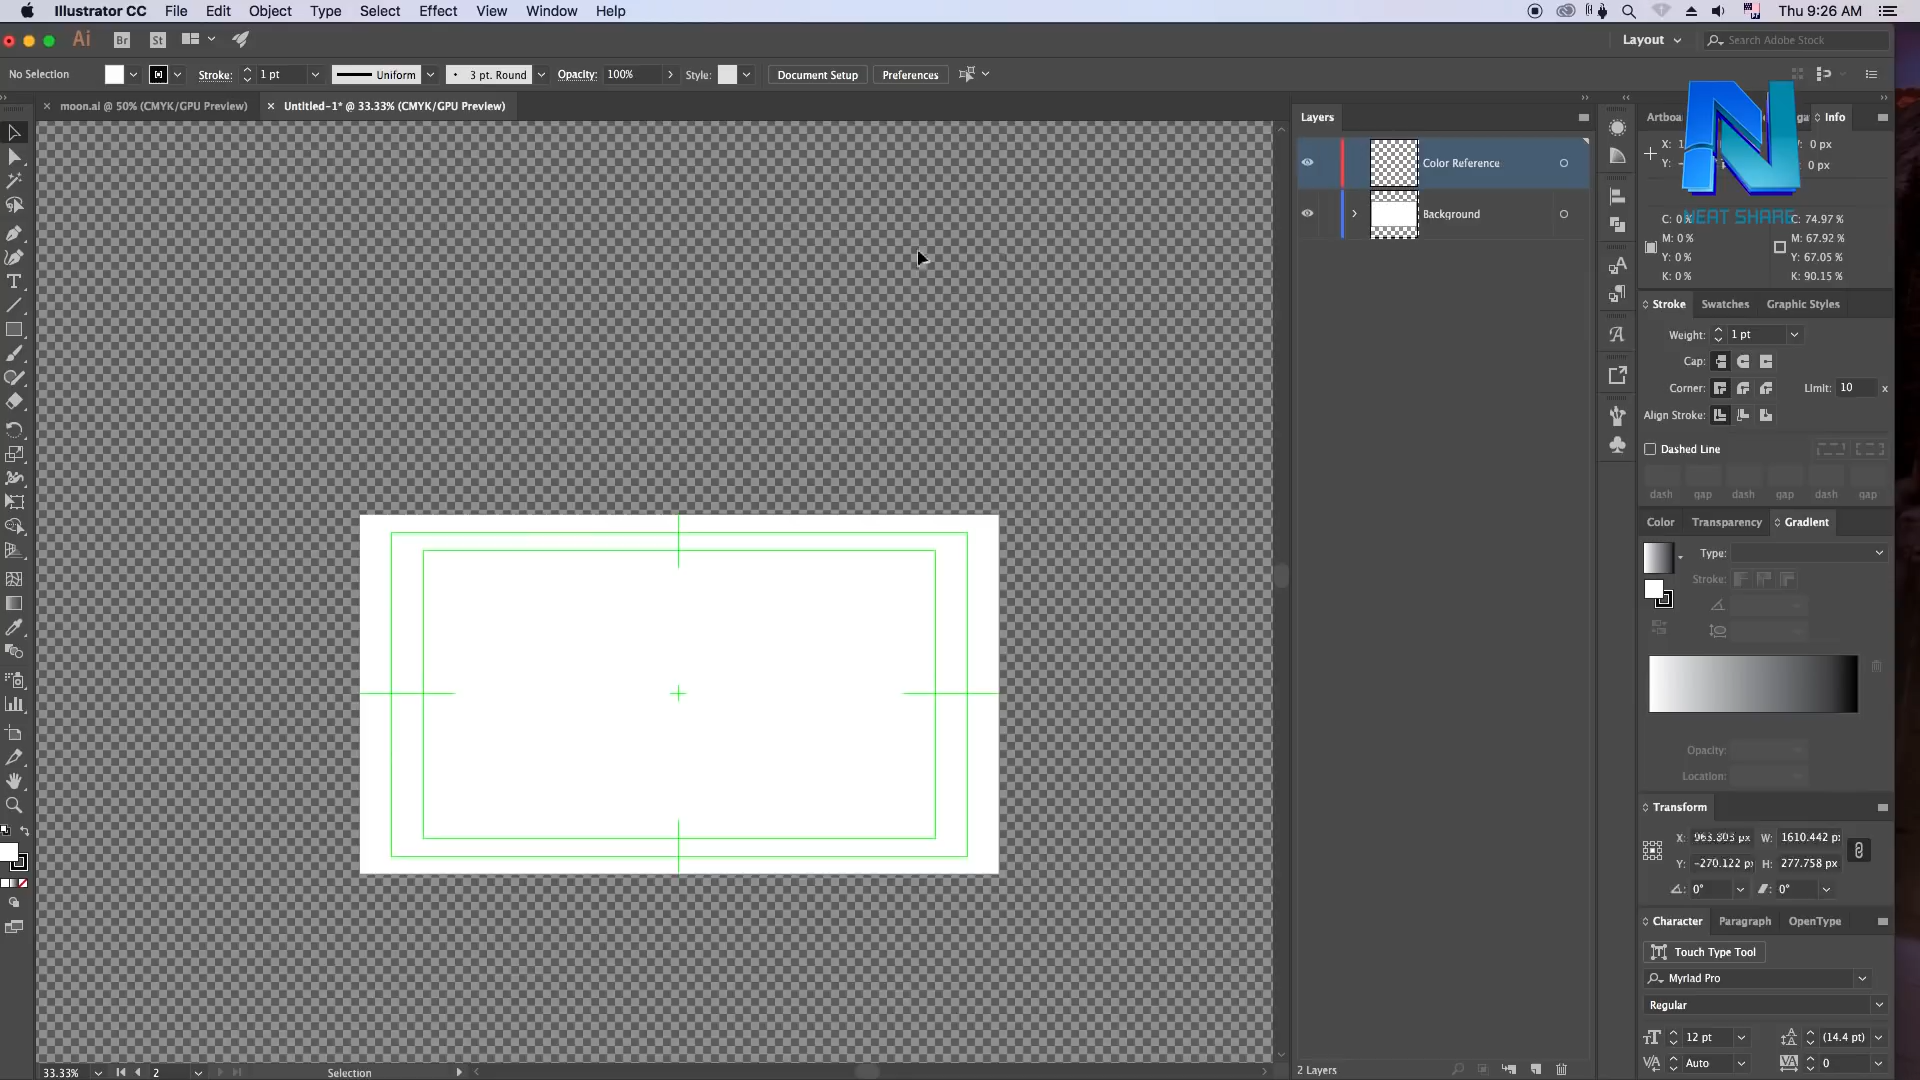 Illustrator CC File Edit Object Type Select Effect View Window Help Thu 9:26 AM
Ai Br St Layout Search Adobe Stock
No Selection Stroke: 1 pt Uniform 3 pt. Round Opacity: 100% Style: Document Setup Preferences
moon.ai @ 50% (CMYK/GPU Preview) Untitled-1* @ 33.33% (CMYK/GPU Preview)
Layers
Color Reference
Background
2 Layers
Info
X:
Y:
0 px
0 px
NEAT SHARE
C: 0 % C: 74.97 %
M: 0 % M: 67.92 %
Y: 0 % Y: 67.05 %
K: 0 % K: 90.15 %
Stroke Swatches Graphic Styles
Weight: 1 pt
Cap:
Corner: Limit: 10 x
Align Stroke:
Dashed Line
dash gap dash gap dash gap
Color Transparency Gradient
Type:
Stroke:
Opacity:
Location:
Transform
X: 963.803 px W: 1610.442 p
Y: -270.122 p H: 277.758 px
0° 0°
Character Paragraph OpenType
Touch Type Tool
Myriad Pro
Regular
12 pt (14.4 pt)
Auto 0
33.33% 2 Selection